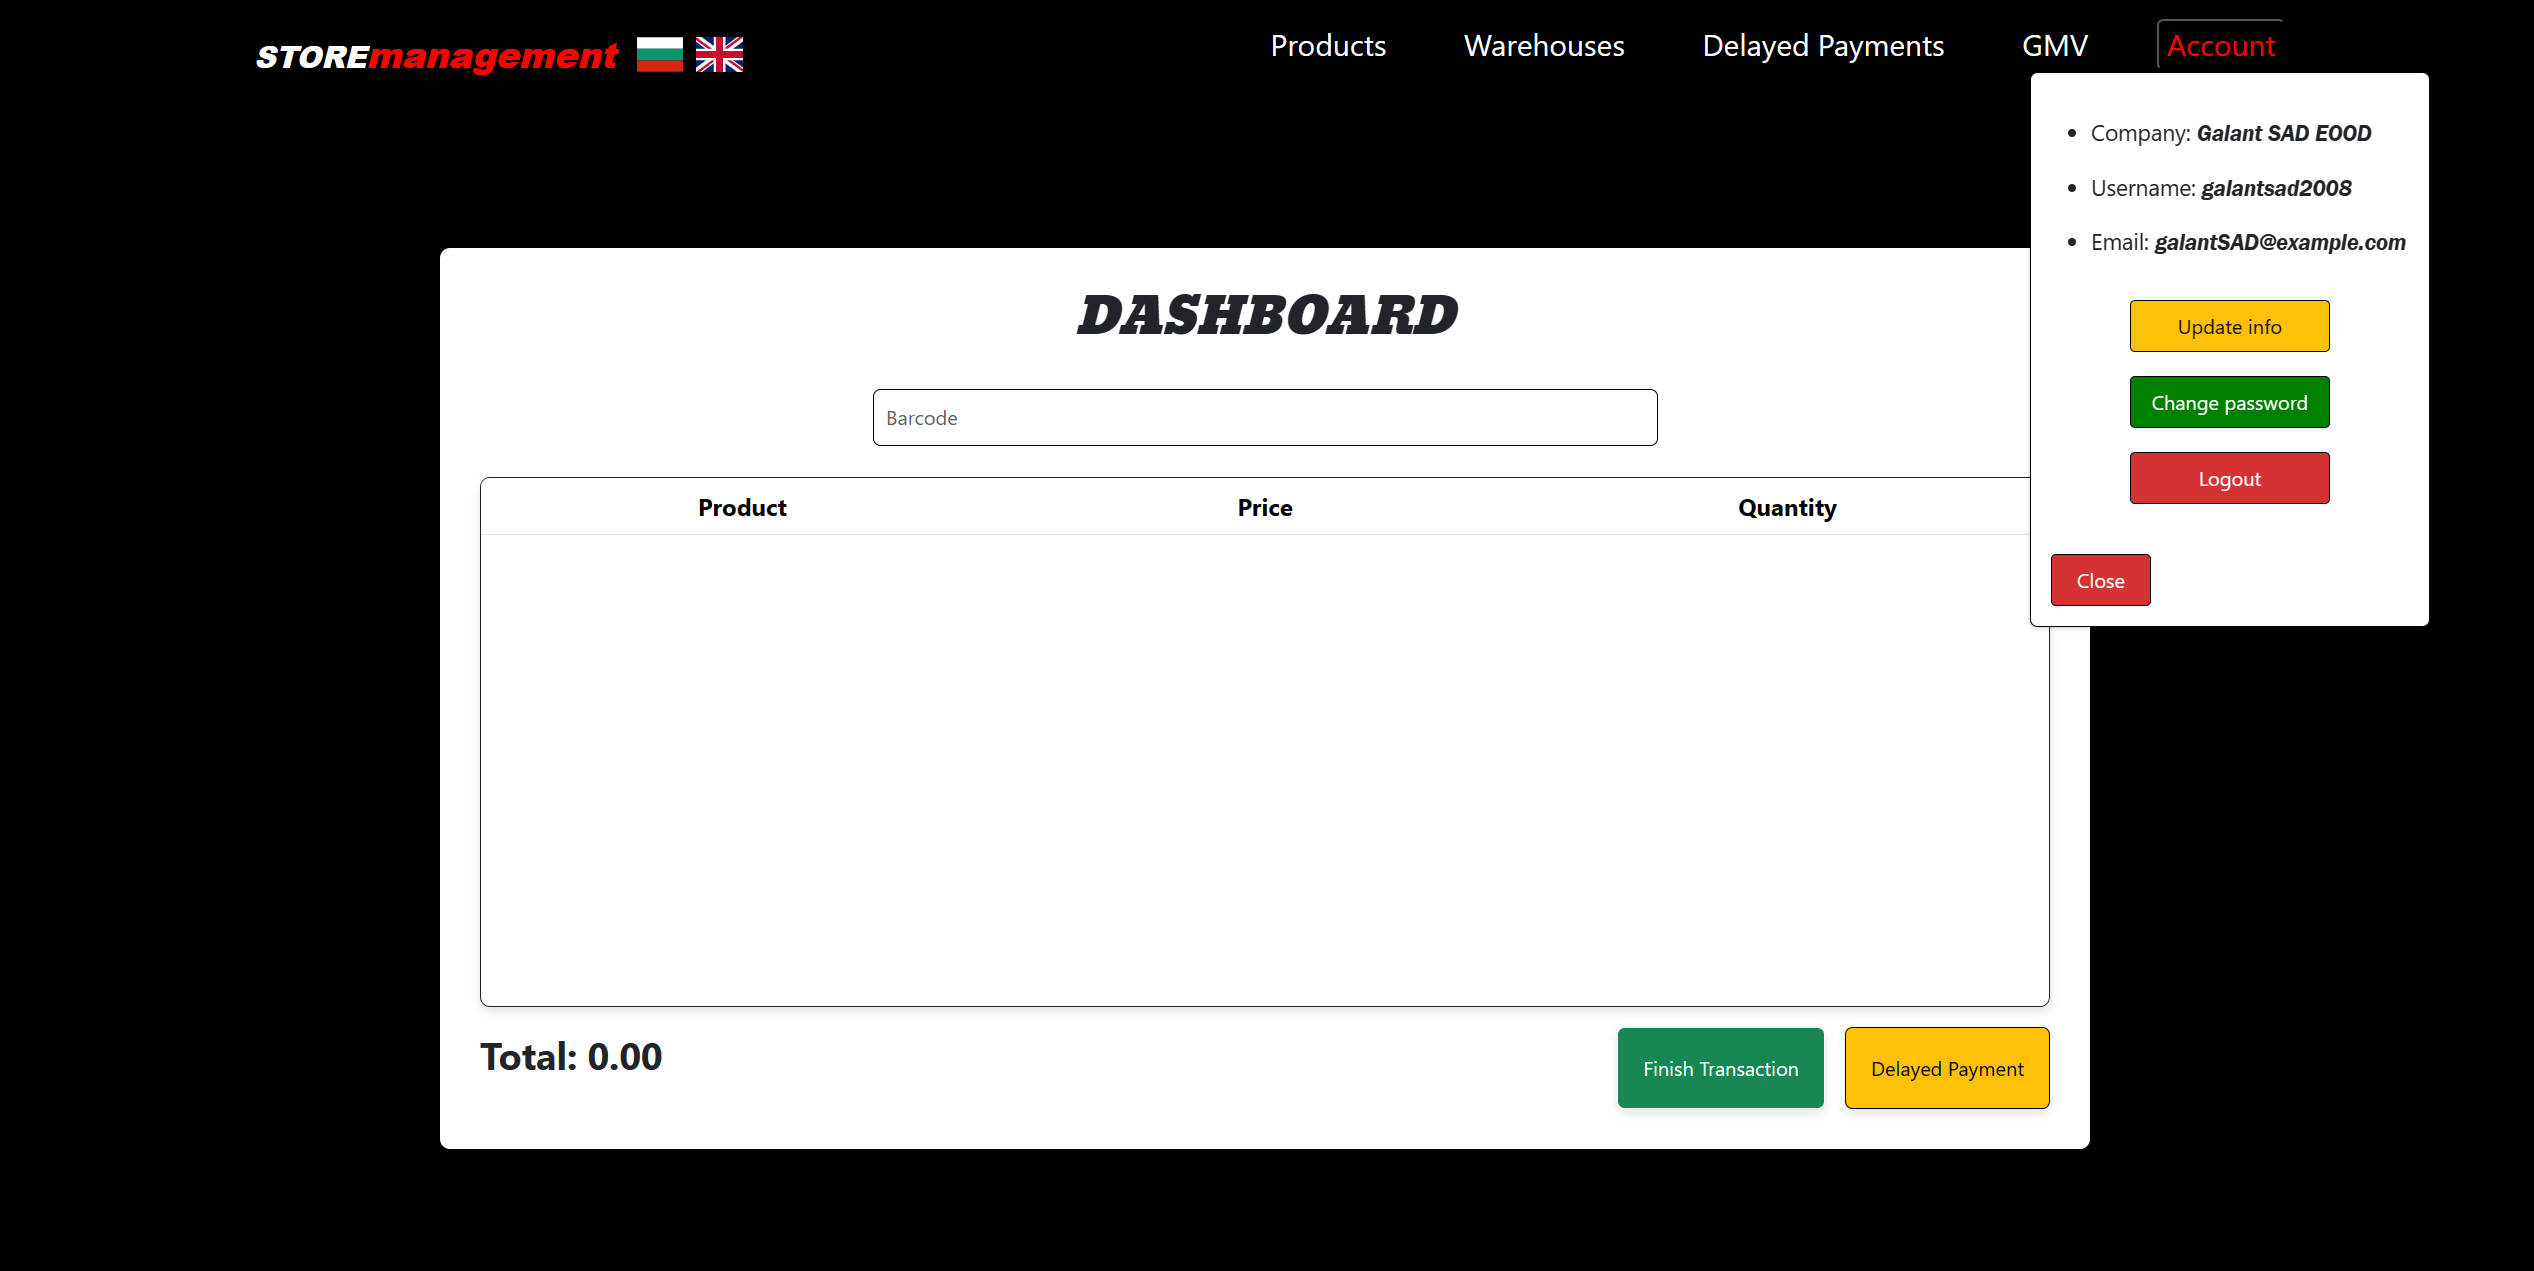 STOREmanagement
Products Warehouses Delayed Payments GMV Account
Company: Galant SAD EOOD
Username: galantsad2008
Email: galantSAD@example.com
Update info
Change password
Logout
Close
DASHBOARD
Barcode
Product Price Quantity
Total: 0.00
Finish Transaction Delayed Payment